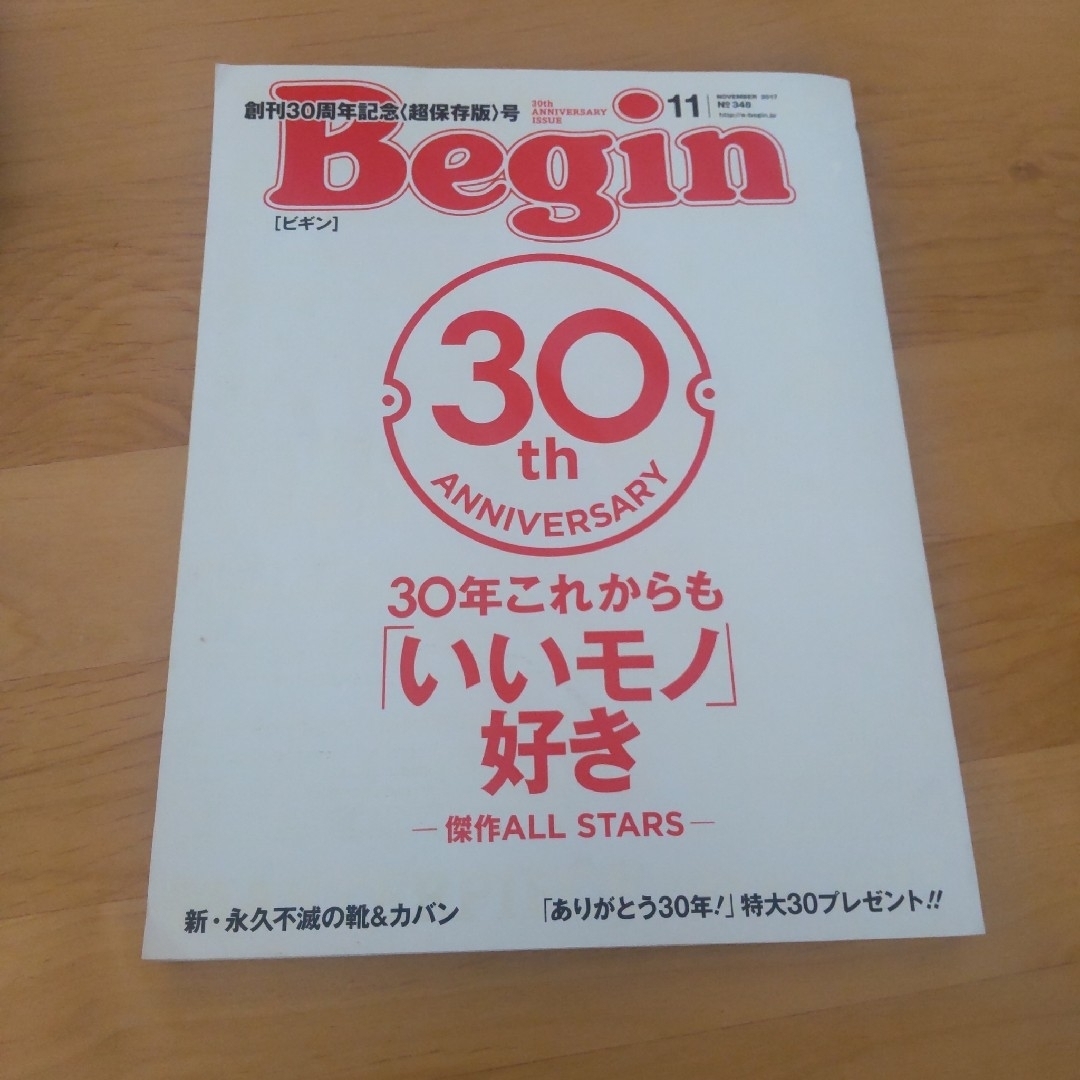 創刊30周年記念〈超保存版〉号
30th
ANNIVERSARY
ISSUE
11
NOVEMBER 2017
№ 348
http://e-begin.jp
Begin
[ビギン]
30
th
ANNIVERSARY
30年これからも
「いいモノ」
好き
—傑作ALL STARS—
新・永久不滅の靴&カバン
「ありがとう30年!」特大30プレゼント!!